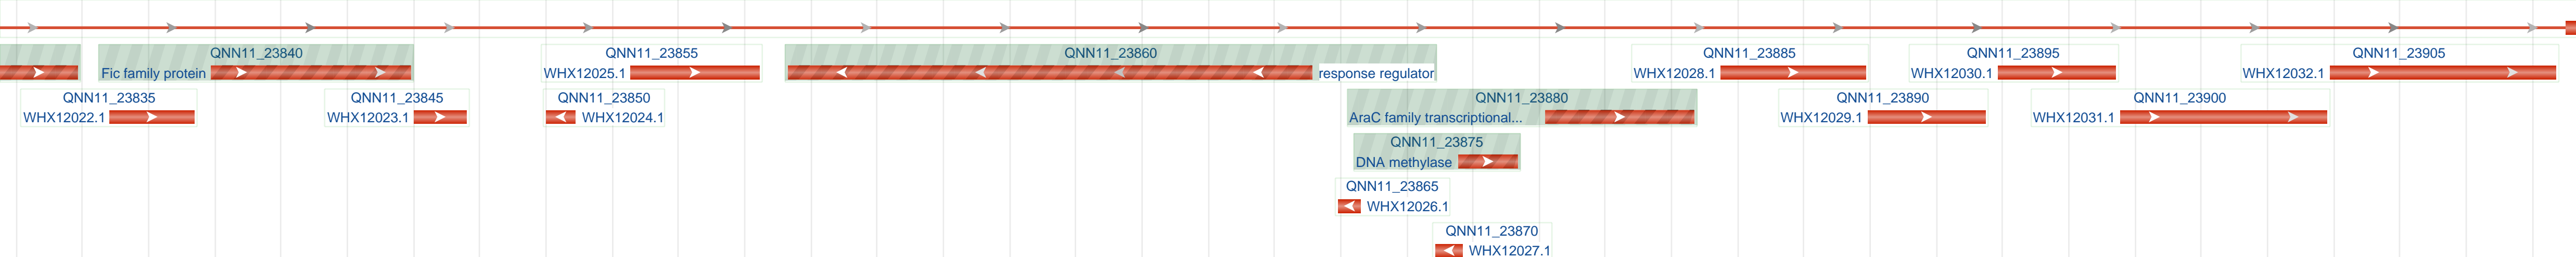 QNN11_23840
Fic family protein
QNN11_23855
WHX12025.1
QNN11_23860
response regulator
QNN11_23885
WHX12028.1
QNN11_23895
WHX12030.1
QNN11_23905
WHX12032.1
QNN11_23835
WHX12022.1
QNN11_23845
WHX12023.1
QNN11_23850
WHX12024.1
QNN11_23880
AraC family transcriptional...
QNN11_23890
WHX12029.1
QNN11_23900
WHX12031.1
QNN11_23875
DNA methylase
QNN11_23865
WHX12026.1
QNN11_23870
WHX12027.1